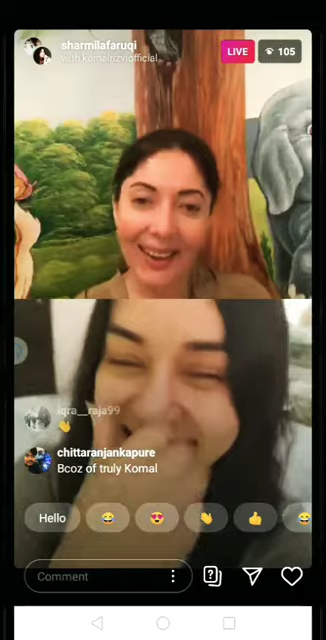 sharmilafaruqi
with komalrizviofficial
LIVE
105
iqra__raja99
👋
chittaranjankapure
Bcoz of truly Komal
Hello
Comment